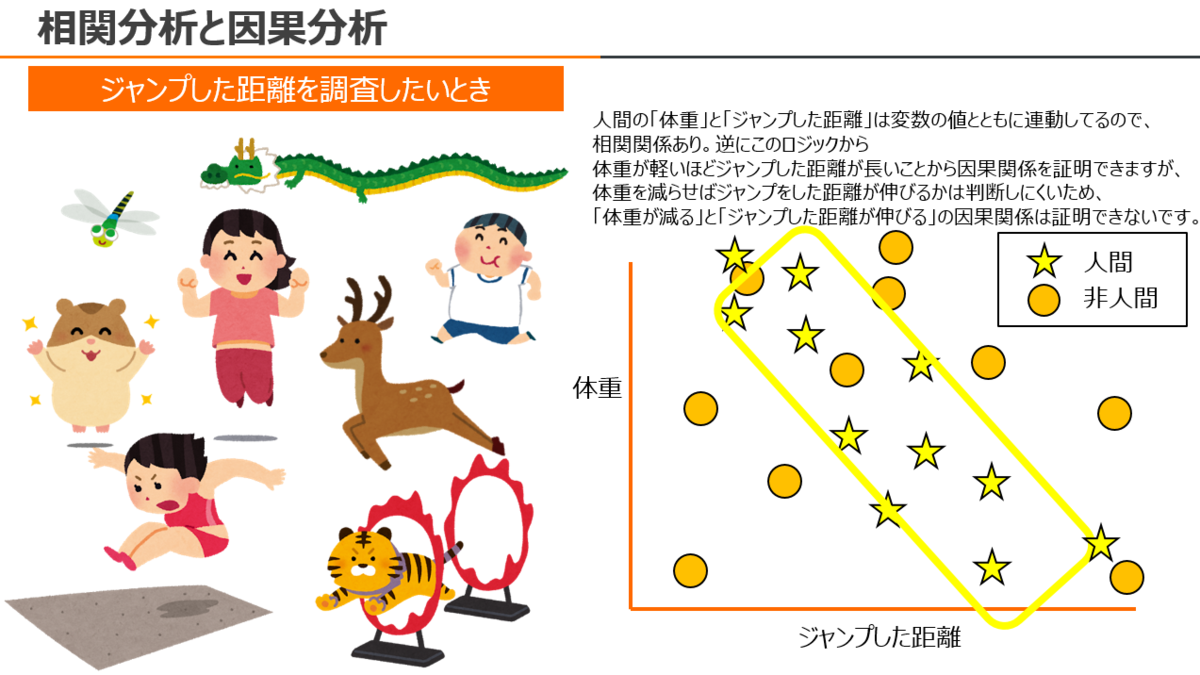 相関分析と因果分析
ジャンプした距離を調査したいとき
人間の「体重」と「ジャンプした距離」は変数の値とともに連動してるので、
相関関係あり。逆にこのロジックから
体重が軽いほどジャンプした距離が長いことから因果関係を証明できますが、
体重を減らせばジャンプをした距離が伸びるかは判断しにくいため、
「体重が減る」と「ジャンプした距離が伸びる」の因果関係は証明できないです。
人間
非人間
体重
ジャンプした距離